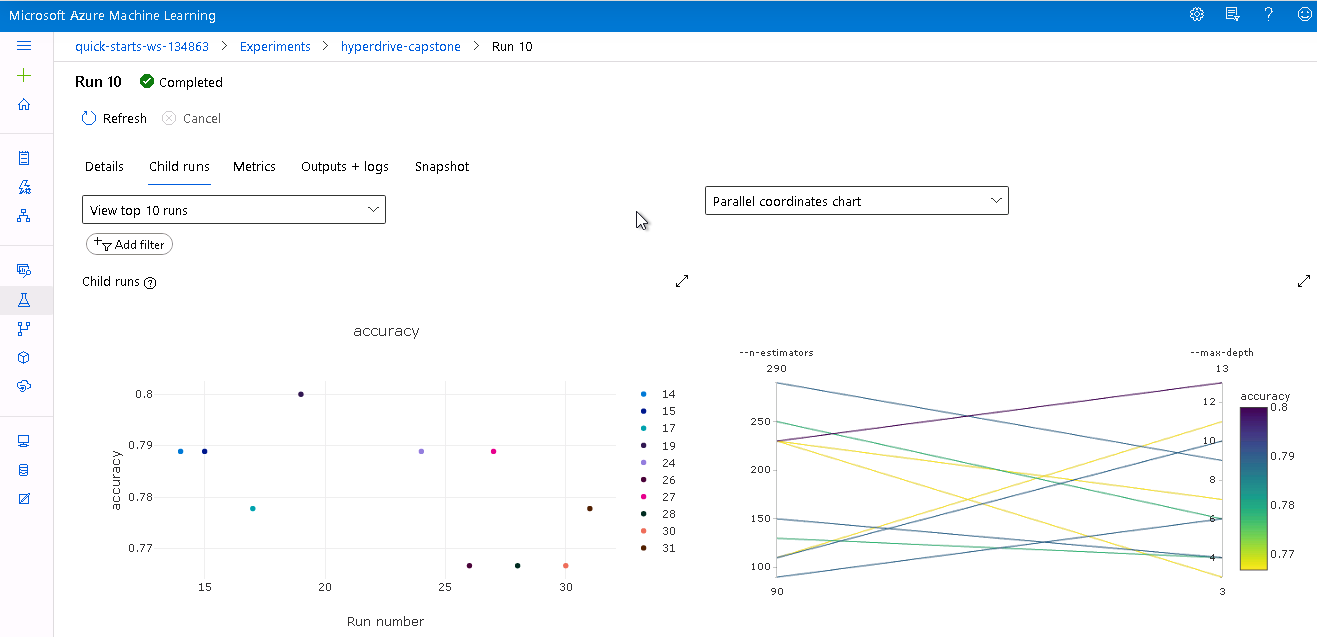 Microsoft Azure Machine Learning
quick-starts-ws-134863 > Experiments > hyperdrive-capstone > Run 10
Run 10 Completed
Refresh Cancel
Details Child runs Metrics Outputs + logs Snapshot
View top 10 runs
Parallel coordinates chart
Add filter
Child runs
accuracy
0.8
0.79
0.78
0.77
accuracy
15 20 25 30
Run number
14
15
17
19
24
26
27
28
30
31
--n-estimators
290
250
200
150
100
90
--max-depth
13
12
10
8
6
4
3
accuracy
0.8
0.79
0.78
0.77